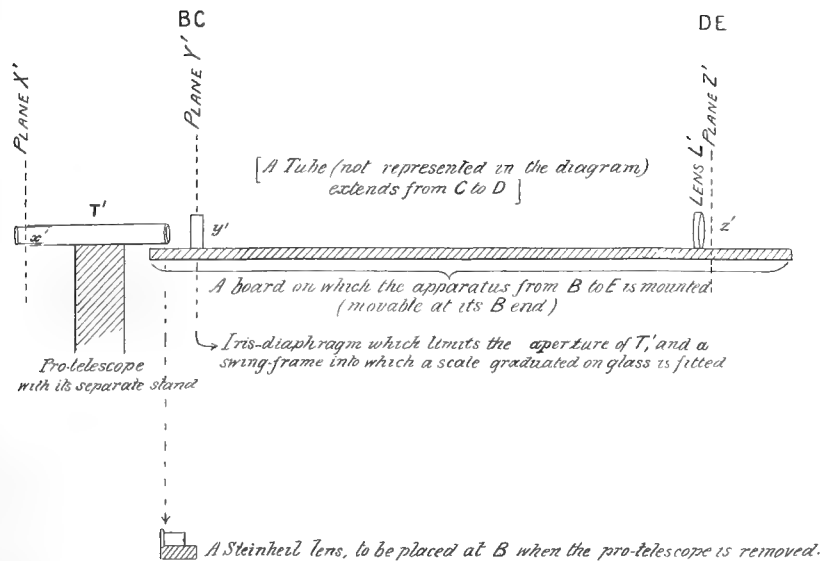 BC
DE
PLANE X'
PLANE Y'
LENS L'
PLANE Z'
[A Tube (not represented in the diagram)
extends from C to D]
T'
x'
y'
z'
A board on which the apparatus from B to E is mounted
(movable at its B end)
Iris-diaphragm which limits the aperture of T', and a
swing-frame into which a scale graduated on glass is fitted
Pro-telescope
with its separate stand
A Steinheil lens, to be placed at B when the pro-telescope is removed.